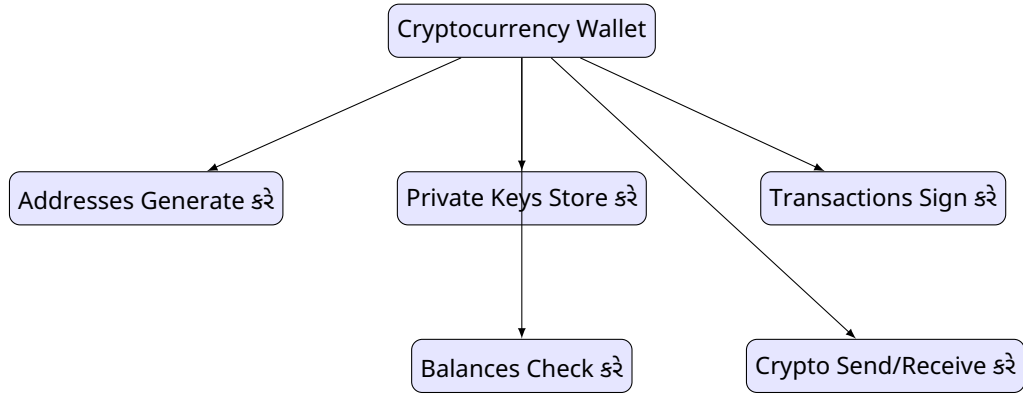 Cryptocurrency Wallet
Addresses Generate કરે
Private Keys Store કરે
Transactions Sign કરે
Balances Check કરે
Crypto Send/Receive કરે